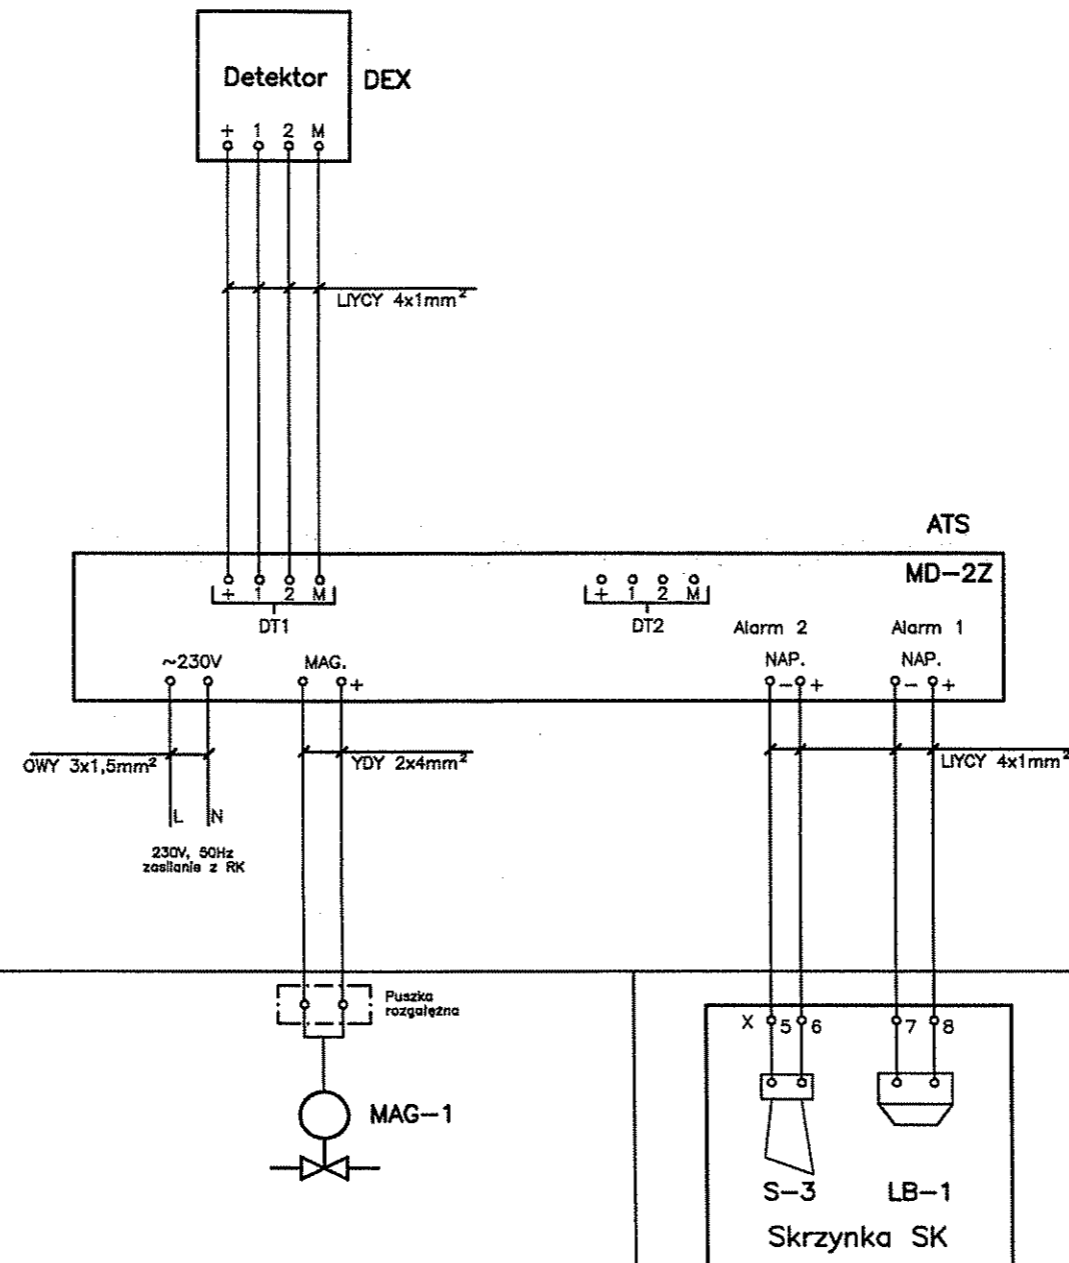 Detektor DEX
+ 1 2 M
LIYCY 4x1mm²
ATS
MD-2Z
+ 1 2 M
DT1
+ 1 2 M
DT2
Alarm 2
Alarm 1
~230V
MAG.
+
NAP.
- +
NAP.
- +
OWY 3x1,5mm²
YDY 2x4mm²
LIYCY 4x1mm²
L N
230V, 50Hz
zasilanie z RK
Puszka
rozgałęźna
MAG-1
X 5 6 7 8
S-3
LB-1
Skrzynka SK